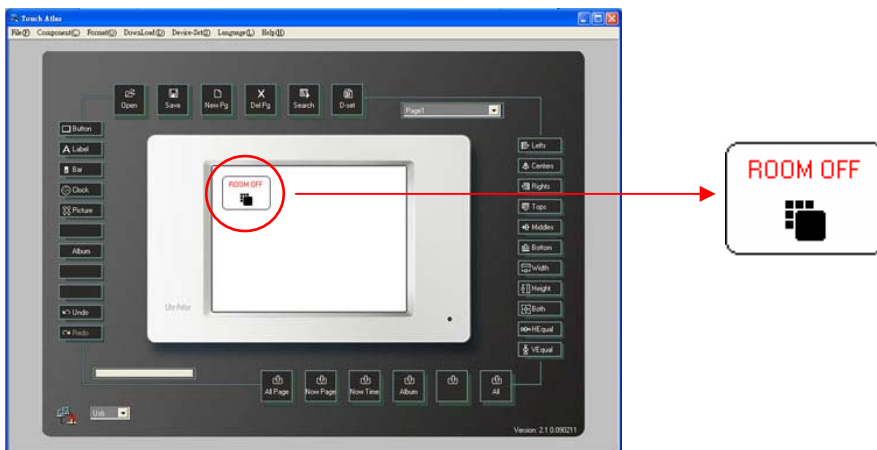 Touch Atlas
File(F) Component(C) Format(O) DownLoad(D) Device-Set(I) Language(L) Help(H)
Open Save New Pg Del Pg Search D-set
Page1
Button
A Label
Bar
Clock
Picture
Album
Undo
Redo
ROOM OFF
Life-Pulse
Lefts
Centers
Rights
Tops
Middles
Bottom
Width
Height
Both
HEqual
VEqual
All Page Now Page Now Time Album All
Usb
Version: 2.1.0.090211
ROOM OFF